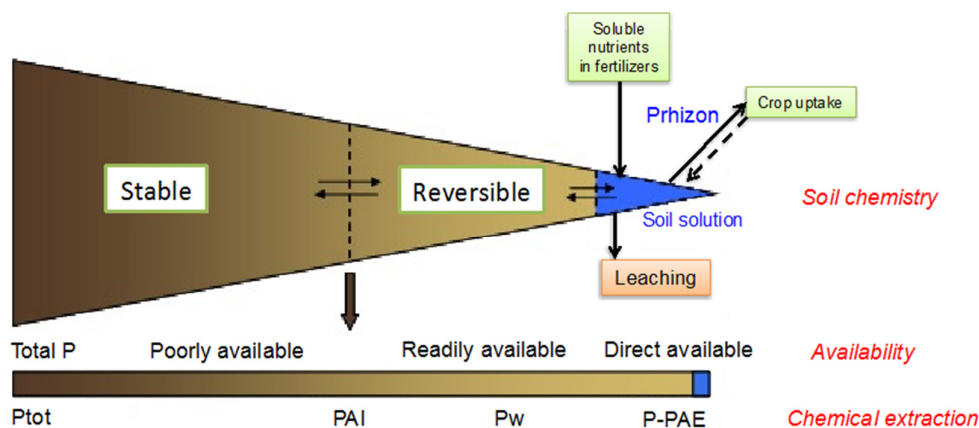 Soluble
nutrients
in fertilizers
Prhizon
Crop uptake
Stable
Reversible
Soil chemistry
Soil solution
Leaching
Total P
Poorly available
Readily available
Direct available
Availability
Ptot
PAl
Pw
P-PAE
Chemical extraction